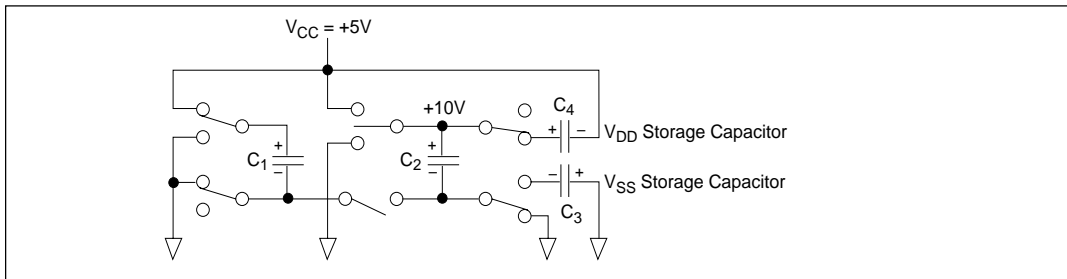 V_CC = +5V
+10V
C_4
+ −
V_DD Storage Capacitor
+
C_1
−
+
C_2
−
− +
V_SS Storage Capacitor
C_3